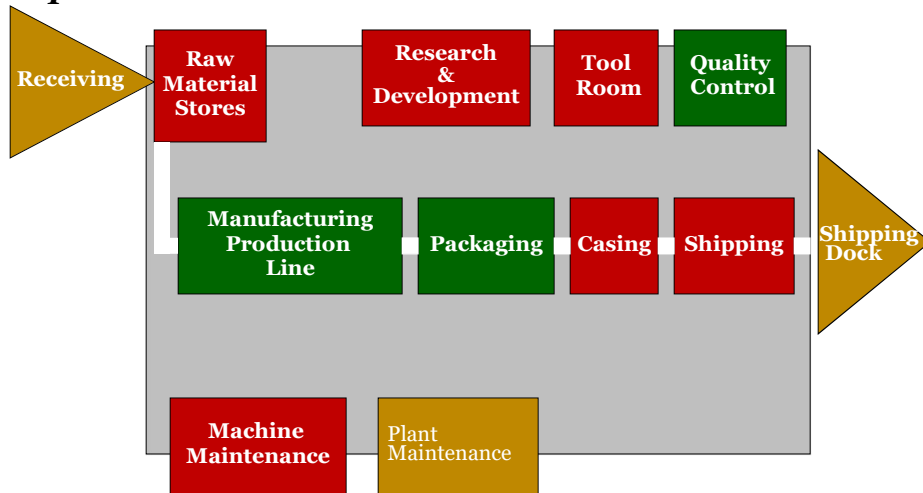 Receiving
Raw
Material
Stores
Research
&
Development
Tool
Room
Quality
Control
Manufacturing
Production
Line
Packaging
Casing
Shipping
Shipping
Dock
Machine
Maintenance
Plant
Maintenance